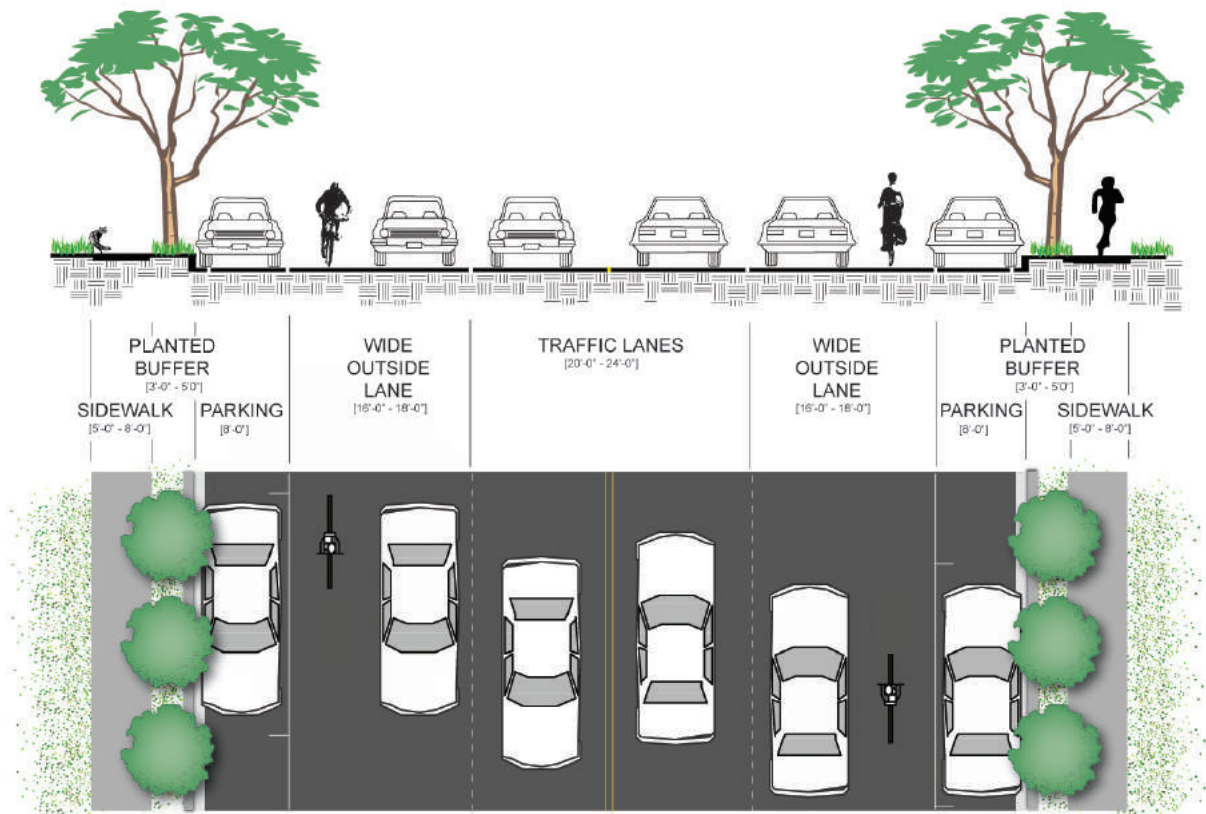 PLANTED
BUFFER
[3'-0" - 5'0"]
SIDEWALK
[5'-0" - 8'-0"]
PARKING
[8'-0"]
WIDE
OUTSIDE
LANE
[16'-0" - 18'-0"]
TRAFFIC LANES
[20'-0" - 24'-0"]
WIDE
OUTSIDE
LANE
[16'-0" - 18'-0"]
PLANTED
BUFFER
[3'-0" - 5'0"]
PARKING
[8'-0"]
SIDEWALK
[5'-0" - 8'-0"]